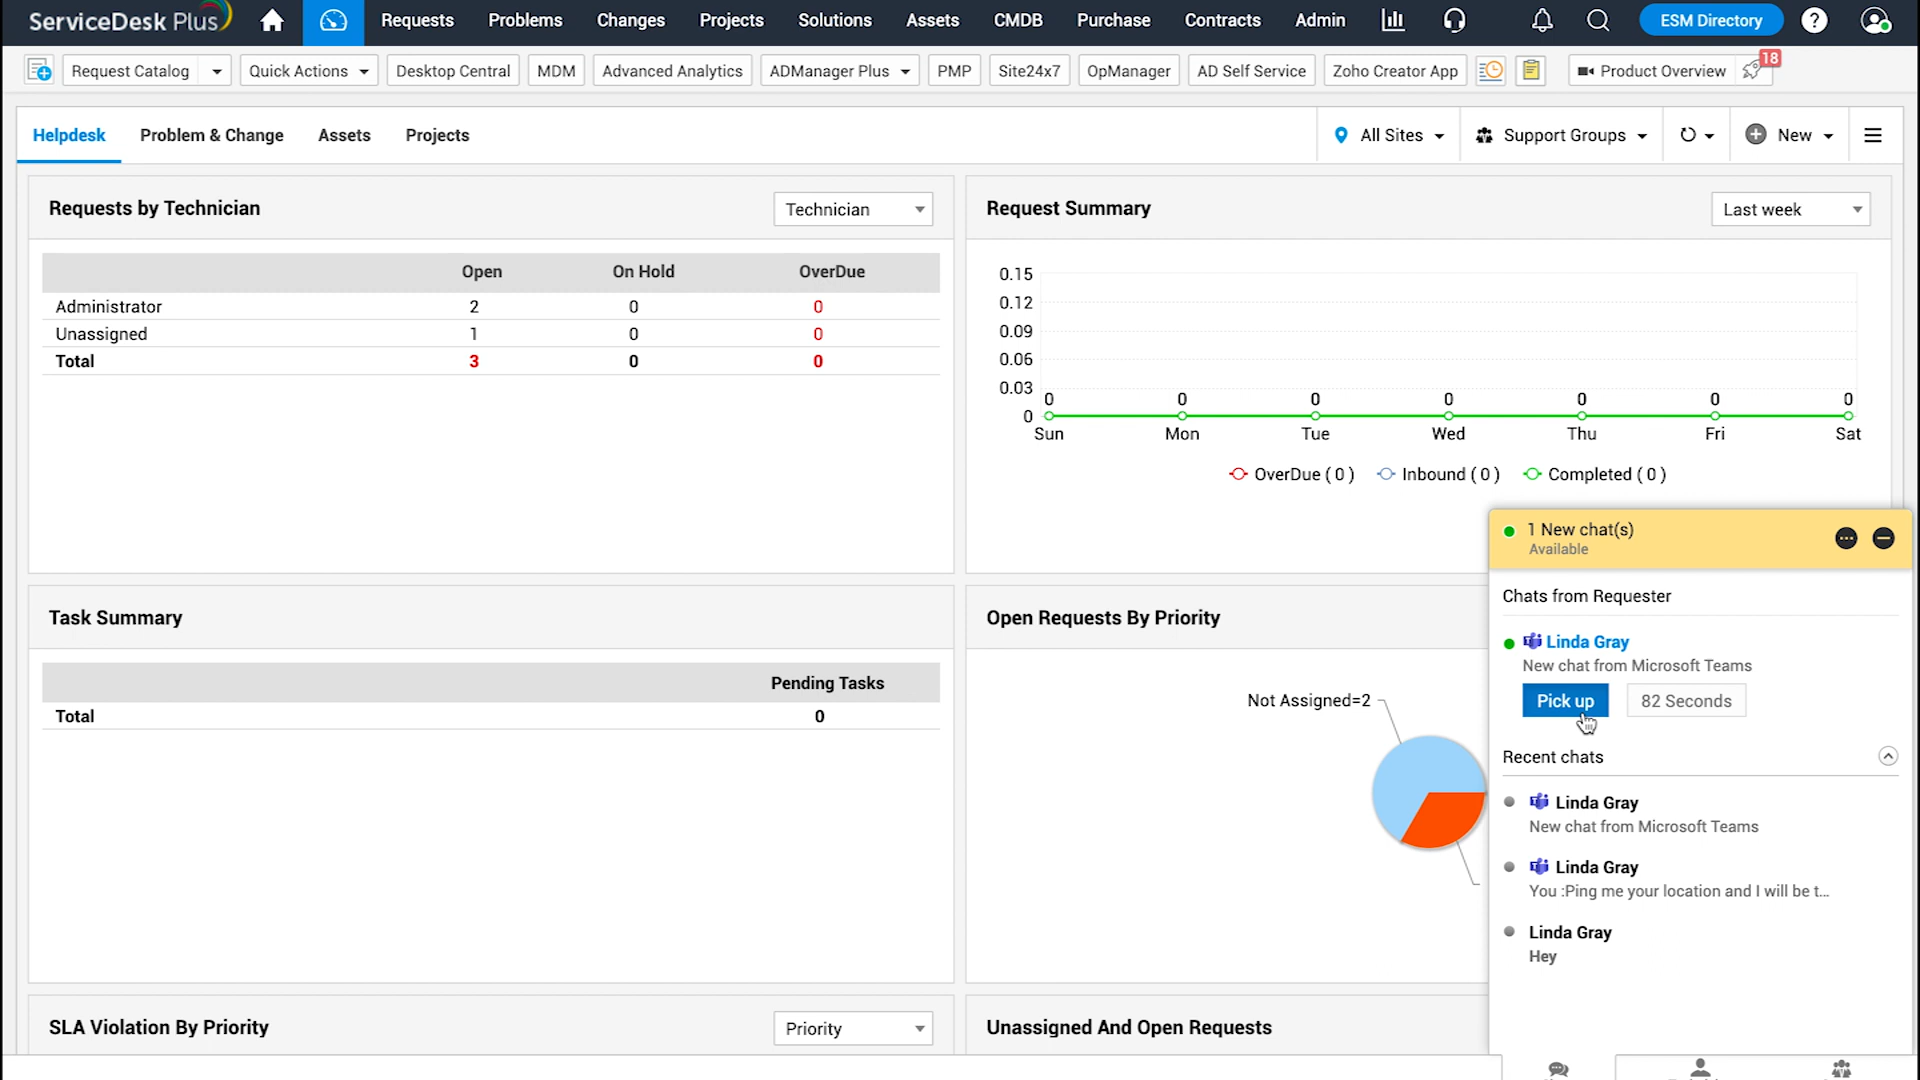 ServiceDesk Plus
Requests
Problems
Changes
Projects
Solutions
Assets
CMDB
Purchase
Contracts
Admin
ESM Directory
?
Request Catalog
Quick Actions
Desktop Central
MDM
Advanced Analytics
ADManager Plus
PMP
Site24x7
OpManager
AD Self Service
Zoho Creator App
Product Overview
18
Helpdesk
Problem & Change
Assets
Projects
All Sites
Support Groups
New
Requests by Technician
Technician
Open On Hold OverDue
Administrator 2 0 0
Unassigned 1 0 0
Total 3 0 0
Request Summary
Last week
0.15
0.12
0.09
0.06
0.03
0 0 0 0 0 0 0
0
Sun Mon Tue Wed Thu Fri Sat
OverDue ( 0 ) Inbound ( 0 ) Completed ( 0 )
Task Summary
Pending Tasks
Total 0
Open Requests By Priority
Not Assigned=2
1 New chat(s)
Available
Chats from Requester
Linda Gray
New chat from Microsoft Teams
Pick up
82 Seconds
Recent chats
Linda Gray
New chat from Microsoft Teams
Linda Gray
You :Ping me your location and I will be t...
Linda Gray
Hey
SLA Violation By Priority
Priority
Unassigned And Open Requests